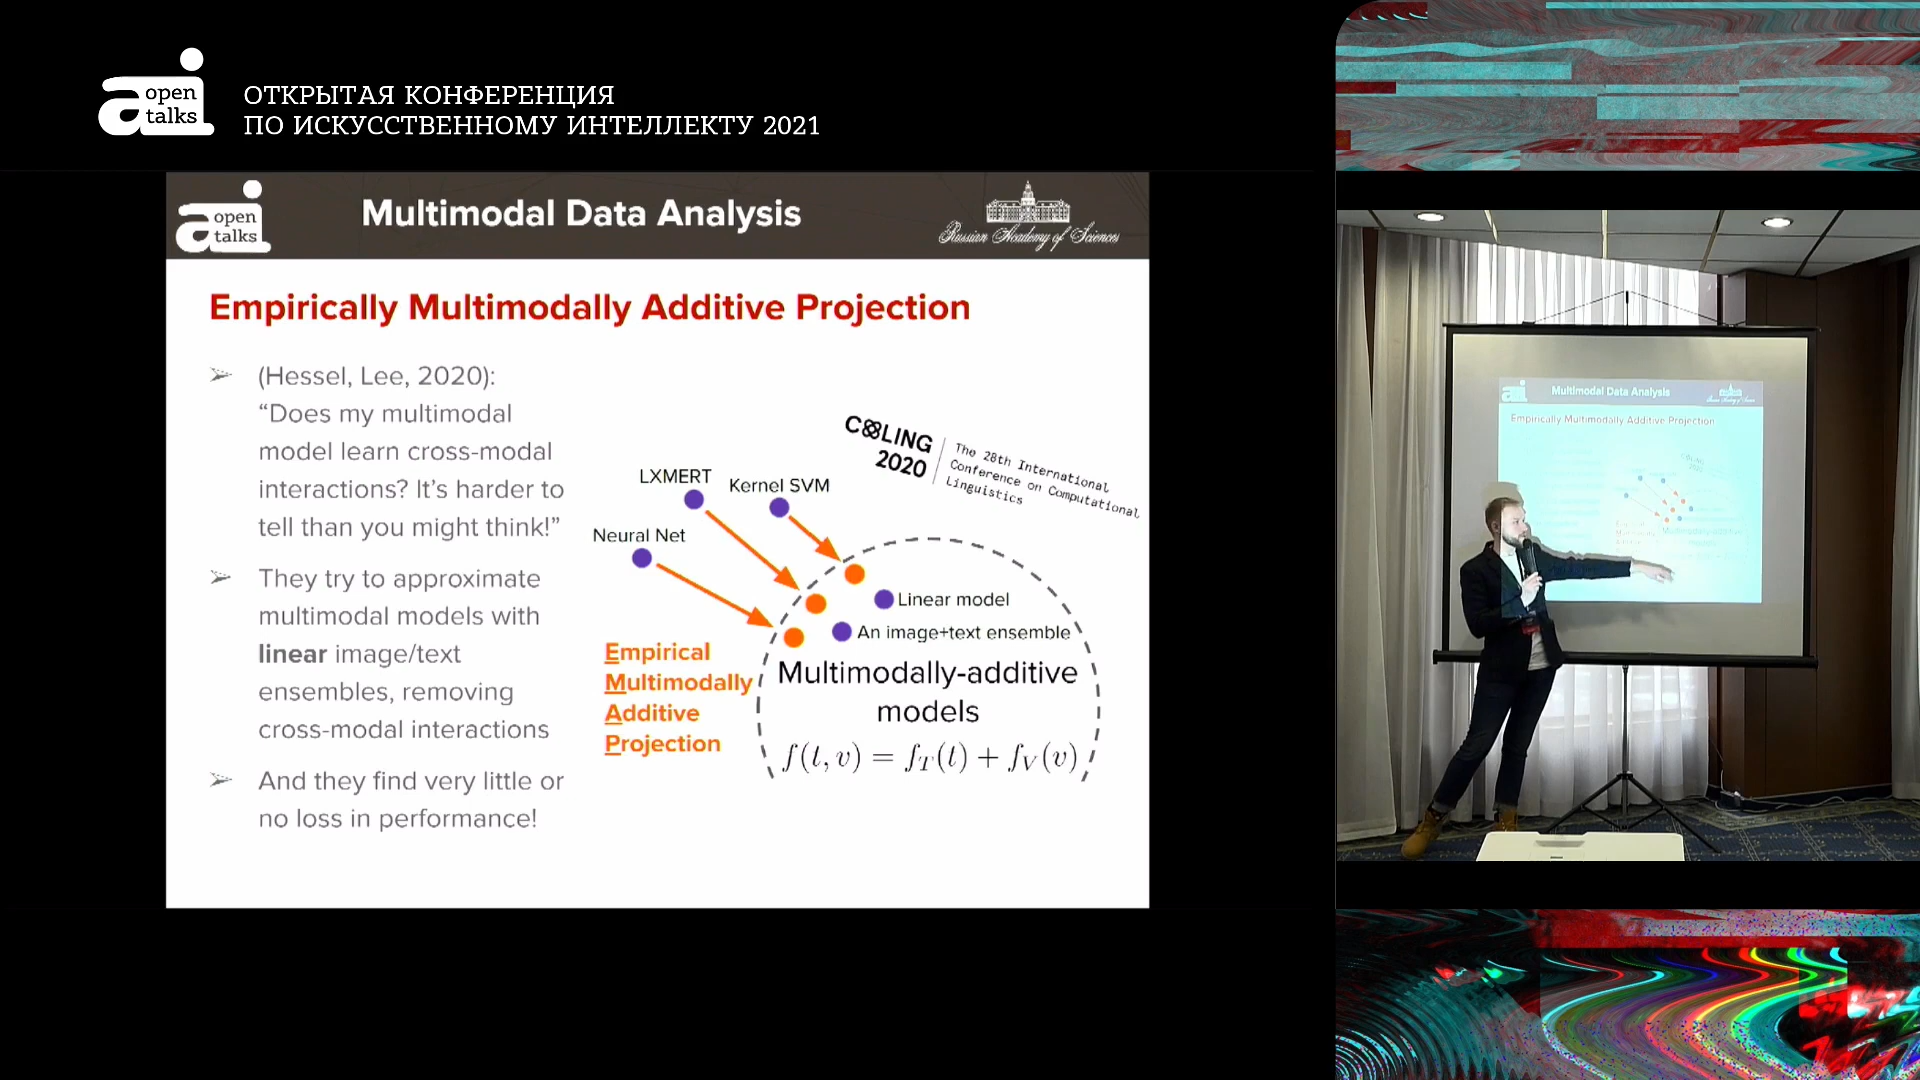 open
talks
ОТКРЫТАЯ КОНФЕРЕНЦИЯ
ПО ИСКУССТВЕННОМУ ИНТЕЛЛЕКТУ 2021
open
talks
Multimodal Data Analysis
Russian Academy of Sciences
Empirically Multimodally Additive Projection
➢ (Hessel, Lee, 2020):
“Does my multimodal
model learn cross-modal
interactions? It’s harder to
tell than you might think!”
➢ They try to approximate
multimodal models with
linear image/text
ensembles, removing
cross-modal interactions
➢ And they find very little or
no loss in performance!
COLING
2020
The 28th International
Conference on Computational
Linguistics
LXMERT
Kernel SVM
Neural Net
Linear model
An image+text ensemble
Empirical
Multimodally
Additive
Projection
Multimodally-additive
models
f(t, v) = f_T(t) + f_V(v)
Multimodal Data Analysis
Empirically Multimodally Additive Projection